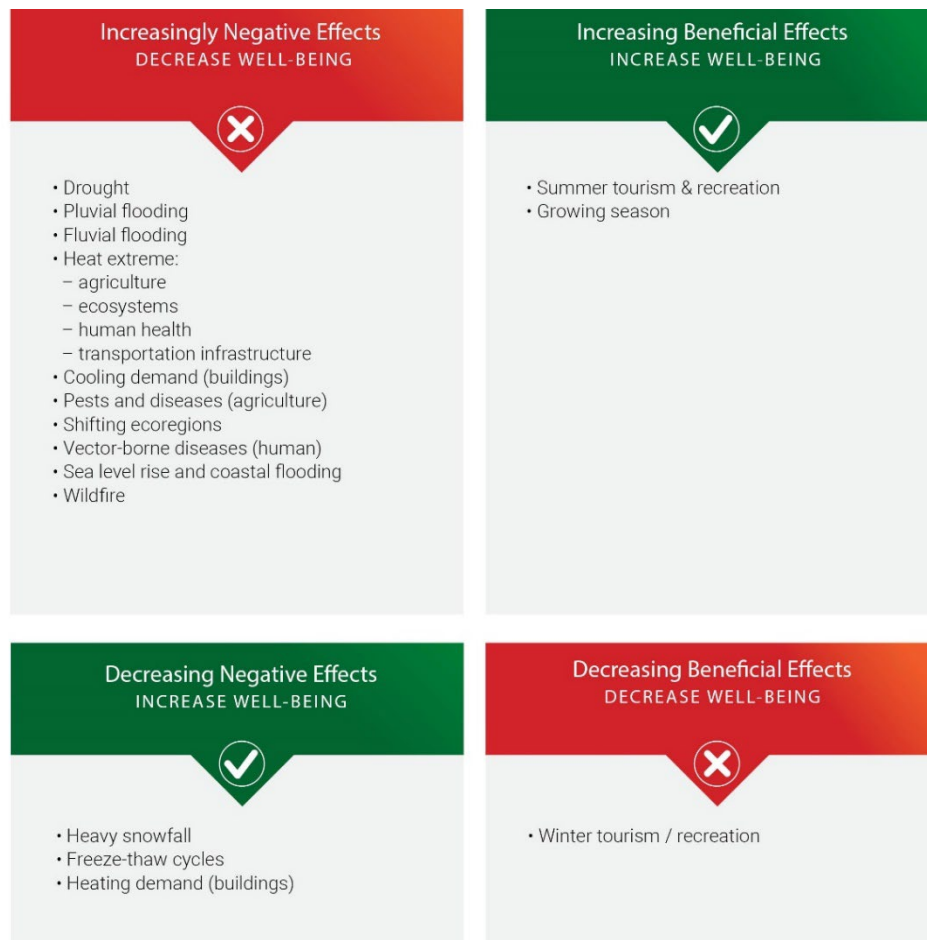 Increasingly Negative Effects
DECREASE WELL-BEING
• Drought
• Pluvial flooding
• Fluvial flooding
• Heat extreme:
– agriculture
– ecosystems
– human health
– transportation infrastructure
• Cooling demand (buildings)
• Pests and diseases (agriculture)
• Shifting ecoregions
• Vector-borne diseases (human)
• Sea level rise and coastal flooding
• Wildfire
Increasing Beneficial Effects
INCREASE WELL-BEING
• Summer tourism & recreation
• Growing season
Decreasing Negative Effects
INCREASE WELL-BEING
• Heavy snowfall
• Freeze-thaw cycles
• Heating demand (buildings)
Decreasing Beneficial Effects
DECREASE WELL-BEING
• Winter tourism / recreation